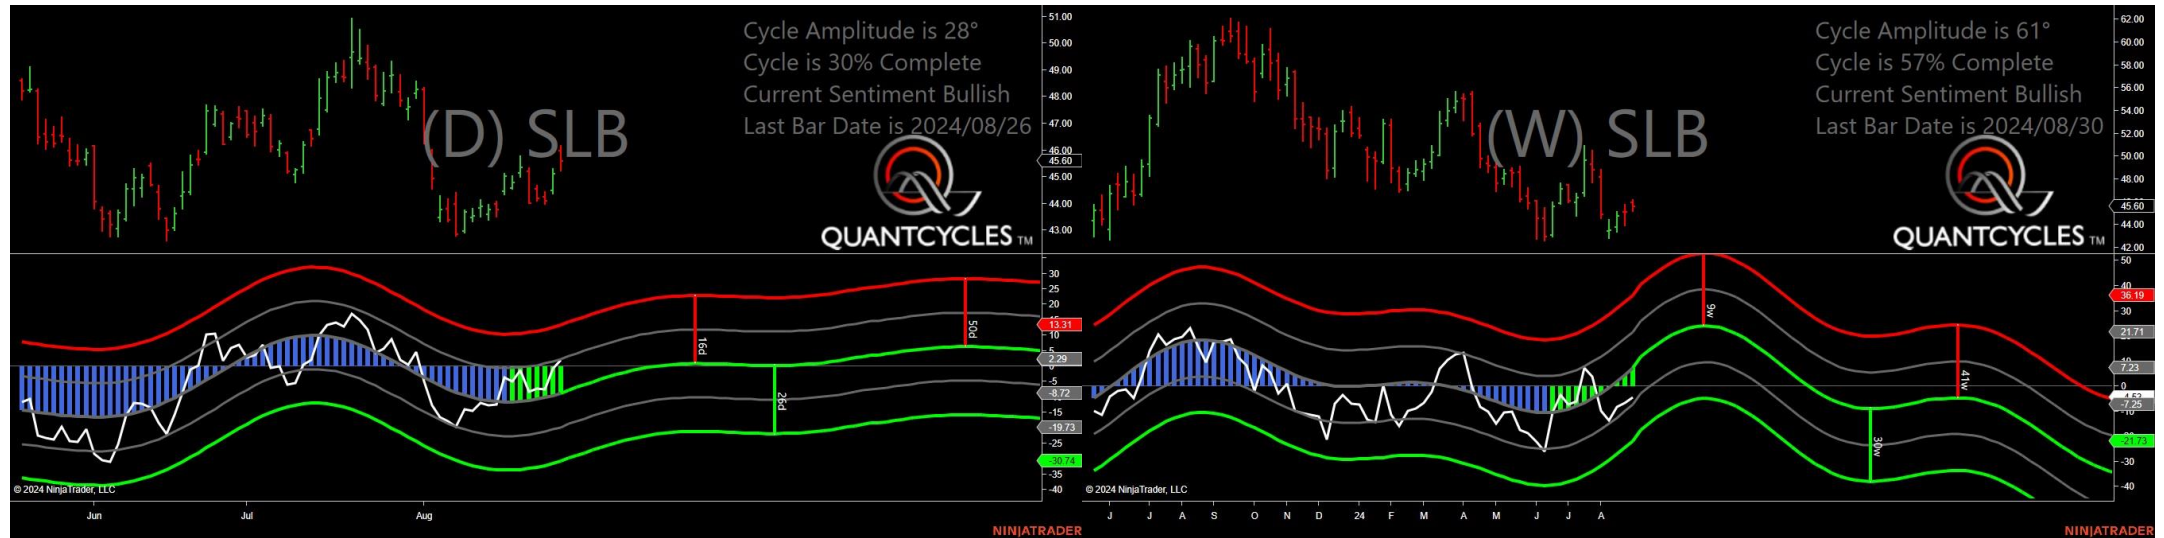 Cycle Amplitude is 28°
Cycle is 30% Complete
Current Sentiment Bullish
Last Bar Date is 2024/08/26
(D) SLB
QUANTCYCLES TM
51.00
50.00
49.00
48.00
47.00
46.00
45.60
45.00
44.00
43.00
16d
26d
50d
30
25
20
13.31
10
5
2.29
0
-5
-8.72
-15
-19.73
-25
-30.74
-35
-40
© 2024 NinjaTrader, LLC
Jun
Jul
Aug
NINJATRADER
Cycle Amplitude is 61°
Cycle is 57% Complete
Current Sentiment Bullish
Last Bar Date is 2024/08/30
(W) SLB
QUANTCYCLES TM
62.00
60.00
58.00
56.00
54.00
52.00
50.00
48.00
45.60
44.00
42.00
9w
30w
41w
50
40
36.19
30
21.71
7.23
0
-7.25
-21.73
-30
-40
© 2024 NinjaTrader, LLC
J
J
A
S
O
N
D
24
F
M
A
M
J
J
A
NINJATRADER